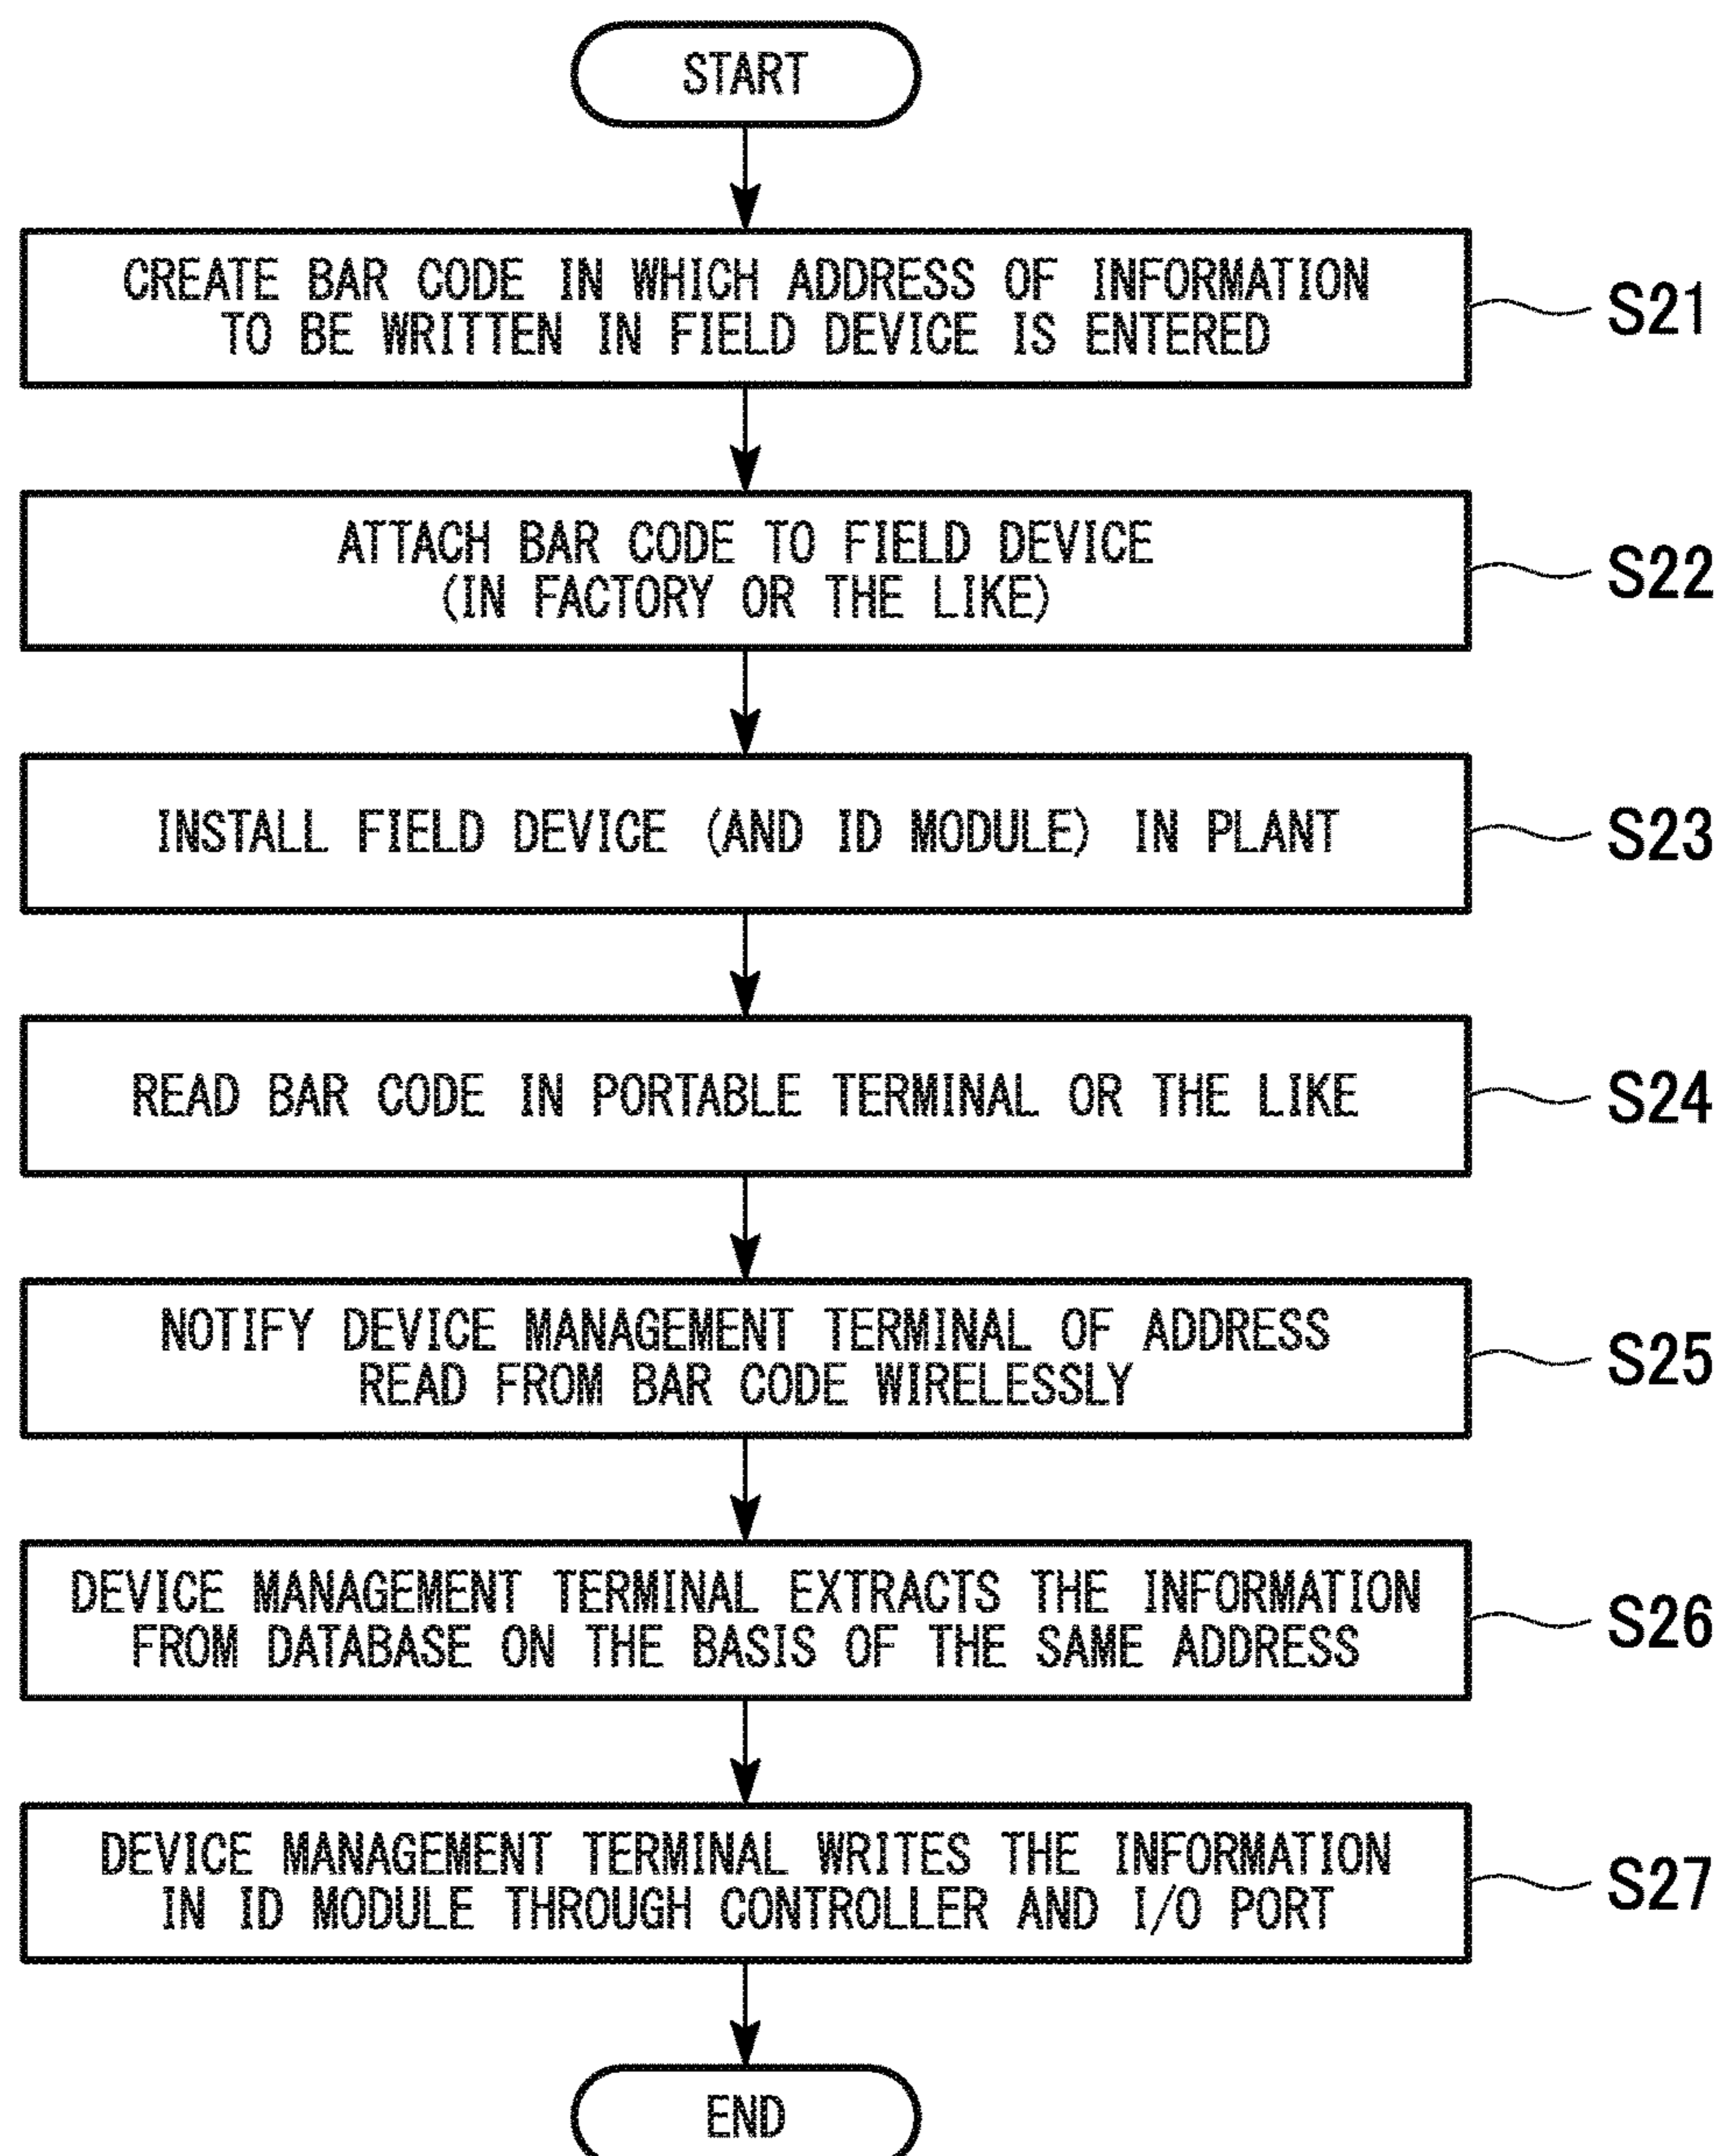 START
CREATE BAR CODE IN WHICH ADDRESS OF INFORMATION
TO BE WRITTEN IN FIELD DEVICE IS ENTERED
S21
ATTACH BAR CODE TO FIELD DEVICE
(IN FACTORY OR THE LIKE)
S22
INSTALL FIELD DEVICE (AND ID MODULE) IN PLANT
S23
READ BAR CODE IN PORTABLE TERMINAL OR THE LIKE
S24
NOTIFY DEVICE MANAGEMENT TERMINAL OF ADDRESS
READ FROM BAR CODE WIRELESSLY
S25
DEVICE MANAGEMENT TERMINAL EXTRACTS THE INFORMATION
FROM DATABASE ON THE BASIS OF THE SAME ADDRESS
S26
DEVICE MANAGEMENT TERMINAL WRITES THE INFORMATION
IN ID MODULE THROUGH CONTROLLER AND I/O PORT
S27
END